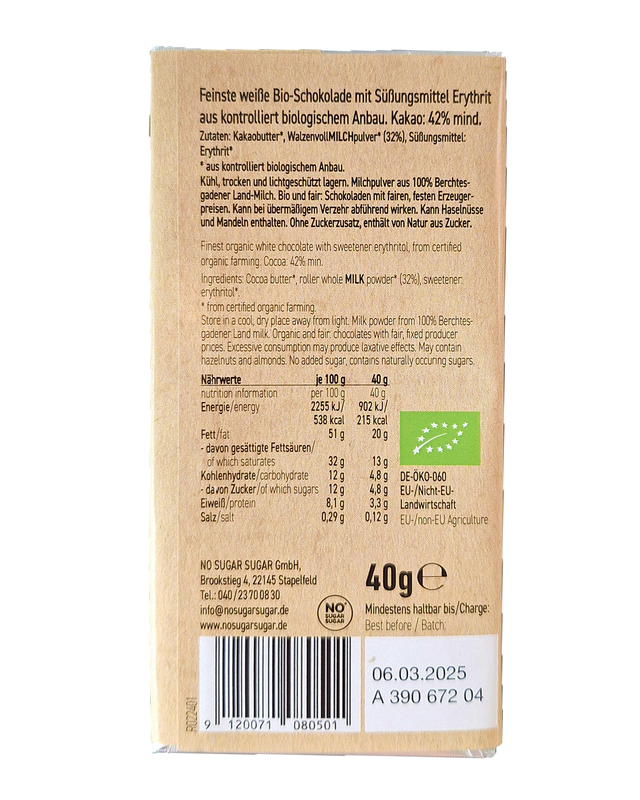 Feinste weiße Bio-Schokolade mit Süßungsmittel Erythrit
aus kontrolliert biologischem Anbau. Kakao: 42% mind.
Zutaten: Kakaobutter*, WalzenvollMILCHpulver* (32%), Süßungsmittel:
Erythrit*
* aus kontrolliert biologischem Anbau.
Kühl, trocken und lichtgeschützt lagern. Milchpulver aus 100% Berchtes-
gadener Land-Milch. Bio und fair: Schokoladen mit fairen, festen Erzeuger-
preisen. Kann bei übermäßigem Verzehr abführend wirken. Kann Haselnüsse
und Mandeln enthalten. Ohne Zuckerzusatz, enthält von Natur aus Zucker.
Finest organic white chocolate with sweetener erythritol, from certified
organic farming. Cocoa: 42% min.
Ingredients: Cocoa butter*, roller whole MILK powder* (32%), sweetener:
erythritol*.
* from certified organic farming.
Store in a cool, dry place away from light. Milk powder from 100% Berchtes-
gadener Land milk. Organic and fair: chocolates with fair, fixed producer
prices. Excessive consumption may produce laxative effects. May contain
hazelnuts and almonds. No added sugar, contains naturally occuring sugars.
Nährwerte je 100 g 40 g
nutrition information per 100 g 40 g
Energie/energy 2255 kJ/ 902 kJ/
538 kcal 215 kcal
Fett/fat 51 g 20 g
- davon gesättigte Fettsäuren/
of which saturates 32 g 13 g
Kohlenhydrate/carbohydrate 12 g 4,8 g
- davon Zucker/of which sugars 12 g 4,8 g
Eiweiß/protein 8,1 g 3,3 g
Salz/salt 0,29 g 0,12 g
DE-ÖKO-060
EU-/Nicht-EU-
Landwirtschaft
EU-/non-EU Agriculture
NO SUGAR SUGAR GmbH,
Brookstieg 4, 22145 Stapelfeld
Tel.: 040/23 70 08 30
info@nosugarsugar.de
www.nosugarsugar.de
NO
SUGAR
SUGAR
40g℮
Mindestens haltbar bis/Charge:
Best before / Batch:
06.03.2025
A 390 672 04
R022401
9 120071 080501